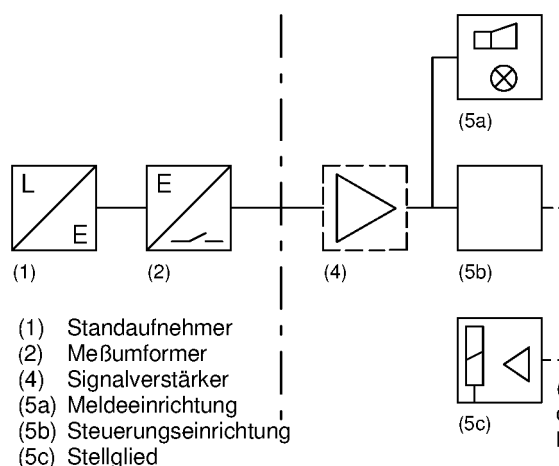 (5a)
L
E
E
(1)
(2)
(4)
(5b)
(5c)
(1) Standaufnehmer
(2) Meßumformer
(4) Signalverstärker
(5a) Meldeeinrichtung
(5b) Steuerungseinrichtung
(5c) Stellglied